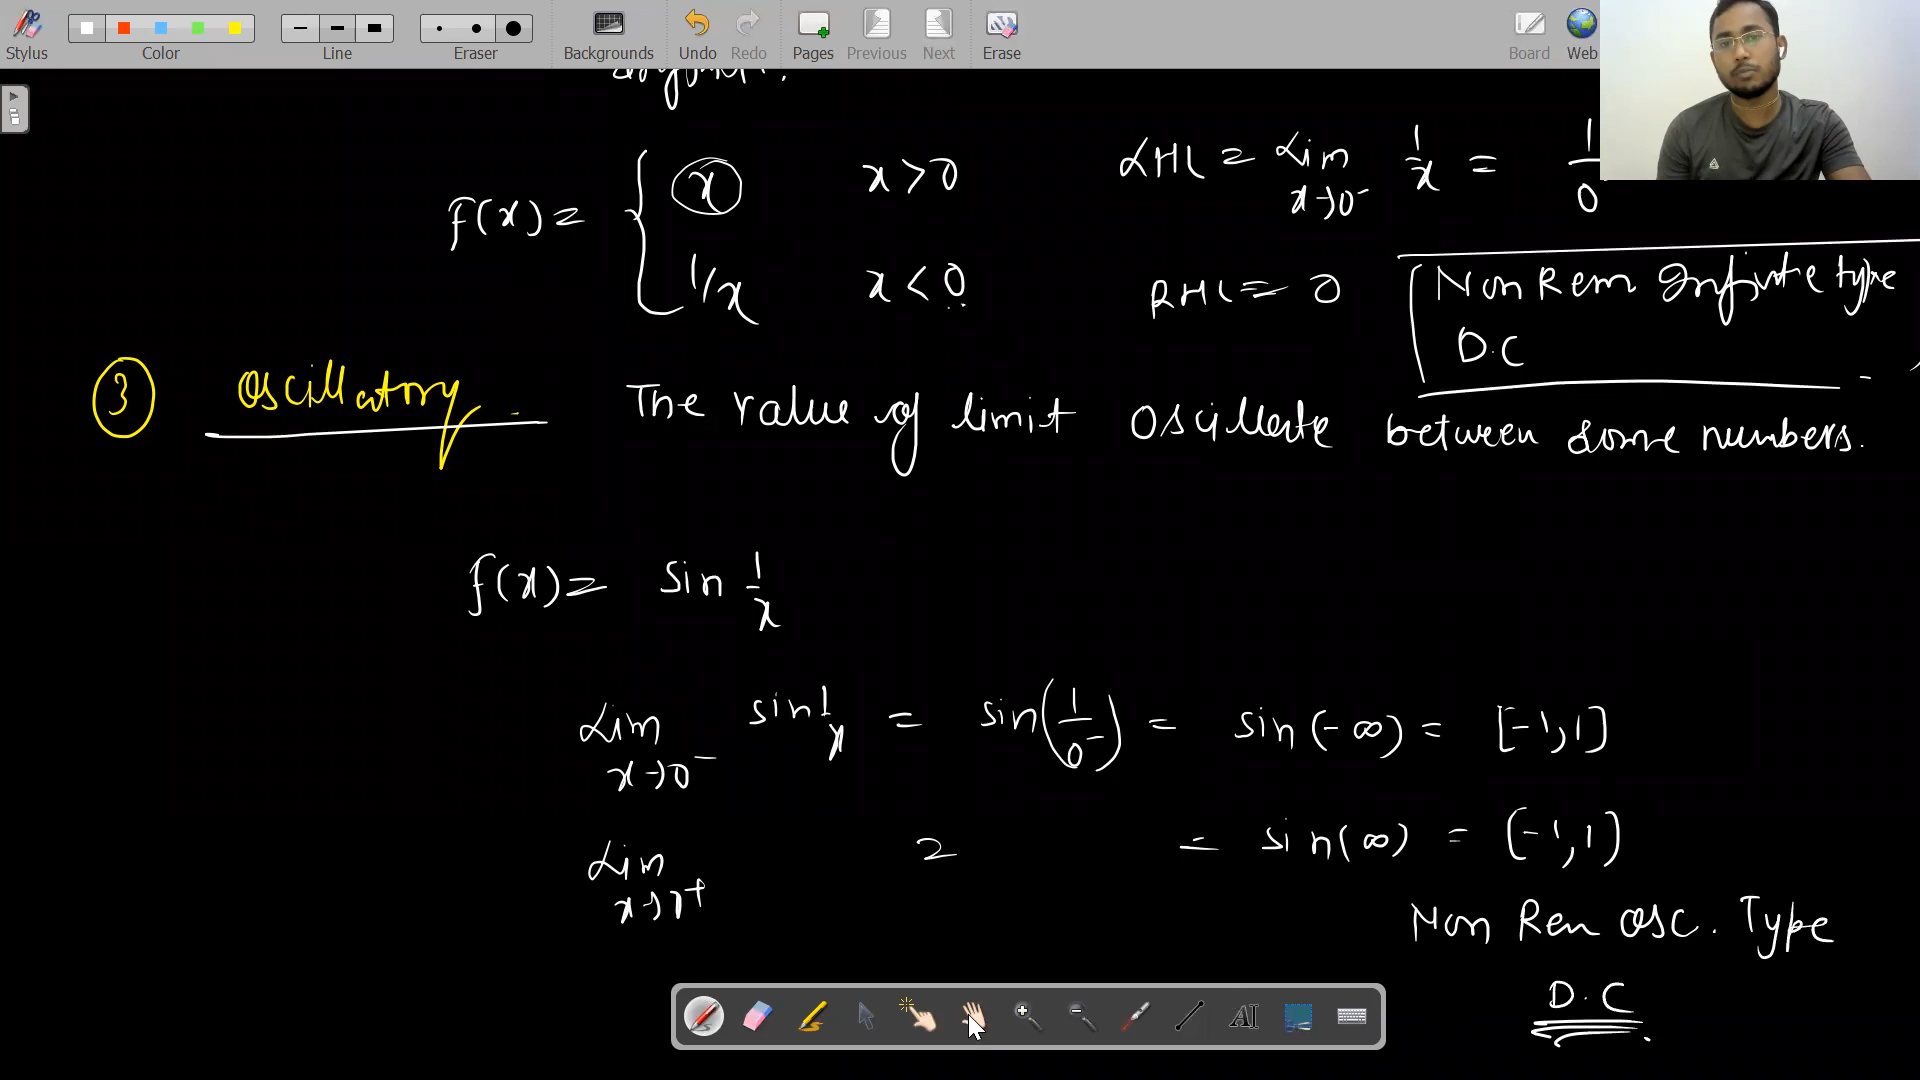 Stylus Color Line Eraser Backgrounds Undo Redo Pages Previous Next Erase Board Web
f(x) = { x x > 0
1/x x < 0
LHL = Lim x→0⁻ 1/x = 1/0
RHL = 0
Non Rem Infinite type
D.C
3 Oscillatory The value of limit oscillate between some numbers.
f(x) = sin 1/x
Lim x→0⁻ sin 1/x = sin(1/0⁻) = sin(-∞) = [-1,1]
Lim = = sin(∞) = [-1,1]
Non Rem osc. Type
D.C
AI